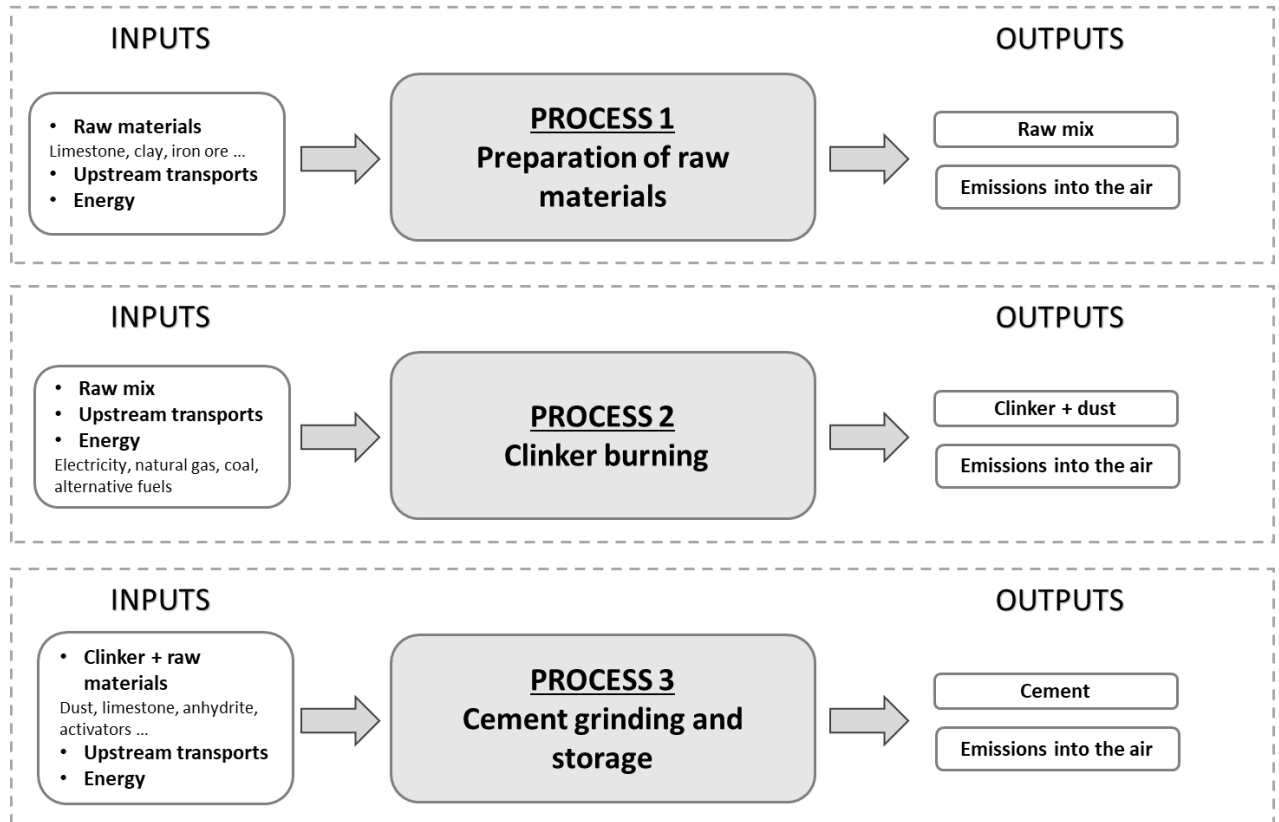 INPUTS
OUTPUTS
• Raw materials
Limestone, clay, iron ore ...
• Upstream transports
• Energy
PROCESS 1
Preparation of raw
materials
Raw mix
Emissions into the air
INPUTS
OUTPUTS
• Raw mix
• Upstream transports
• Energy
Electricity, natural gas, coal,
alternative fuels
PROCESS 2
Clinker burning
Clinker + dust
Emissions into the air
INPUTS
OUTPUTS
• Clinker + raw
materials
Dust, limestone, anhydrite,
activators ...
• Upstream transports
• Energy
PROCESS 3
Cement grinding and
storage
Cement
Emissions into the air